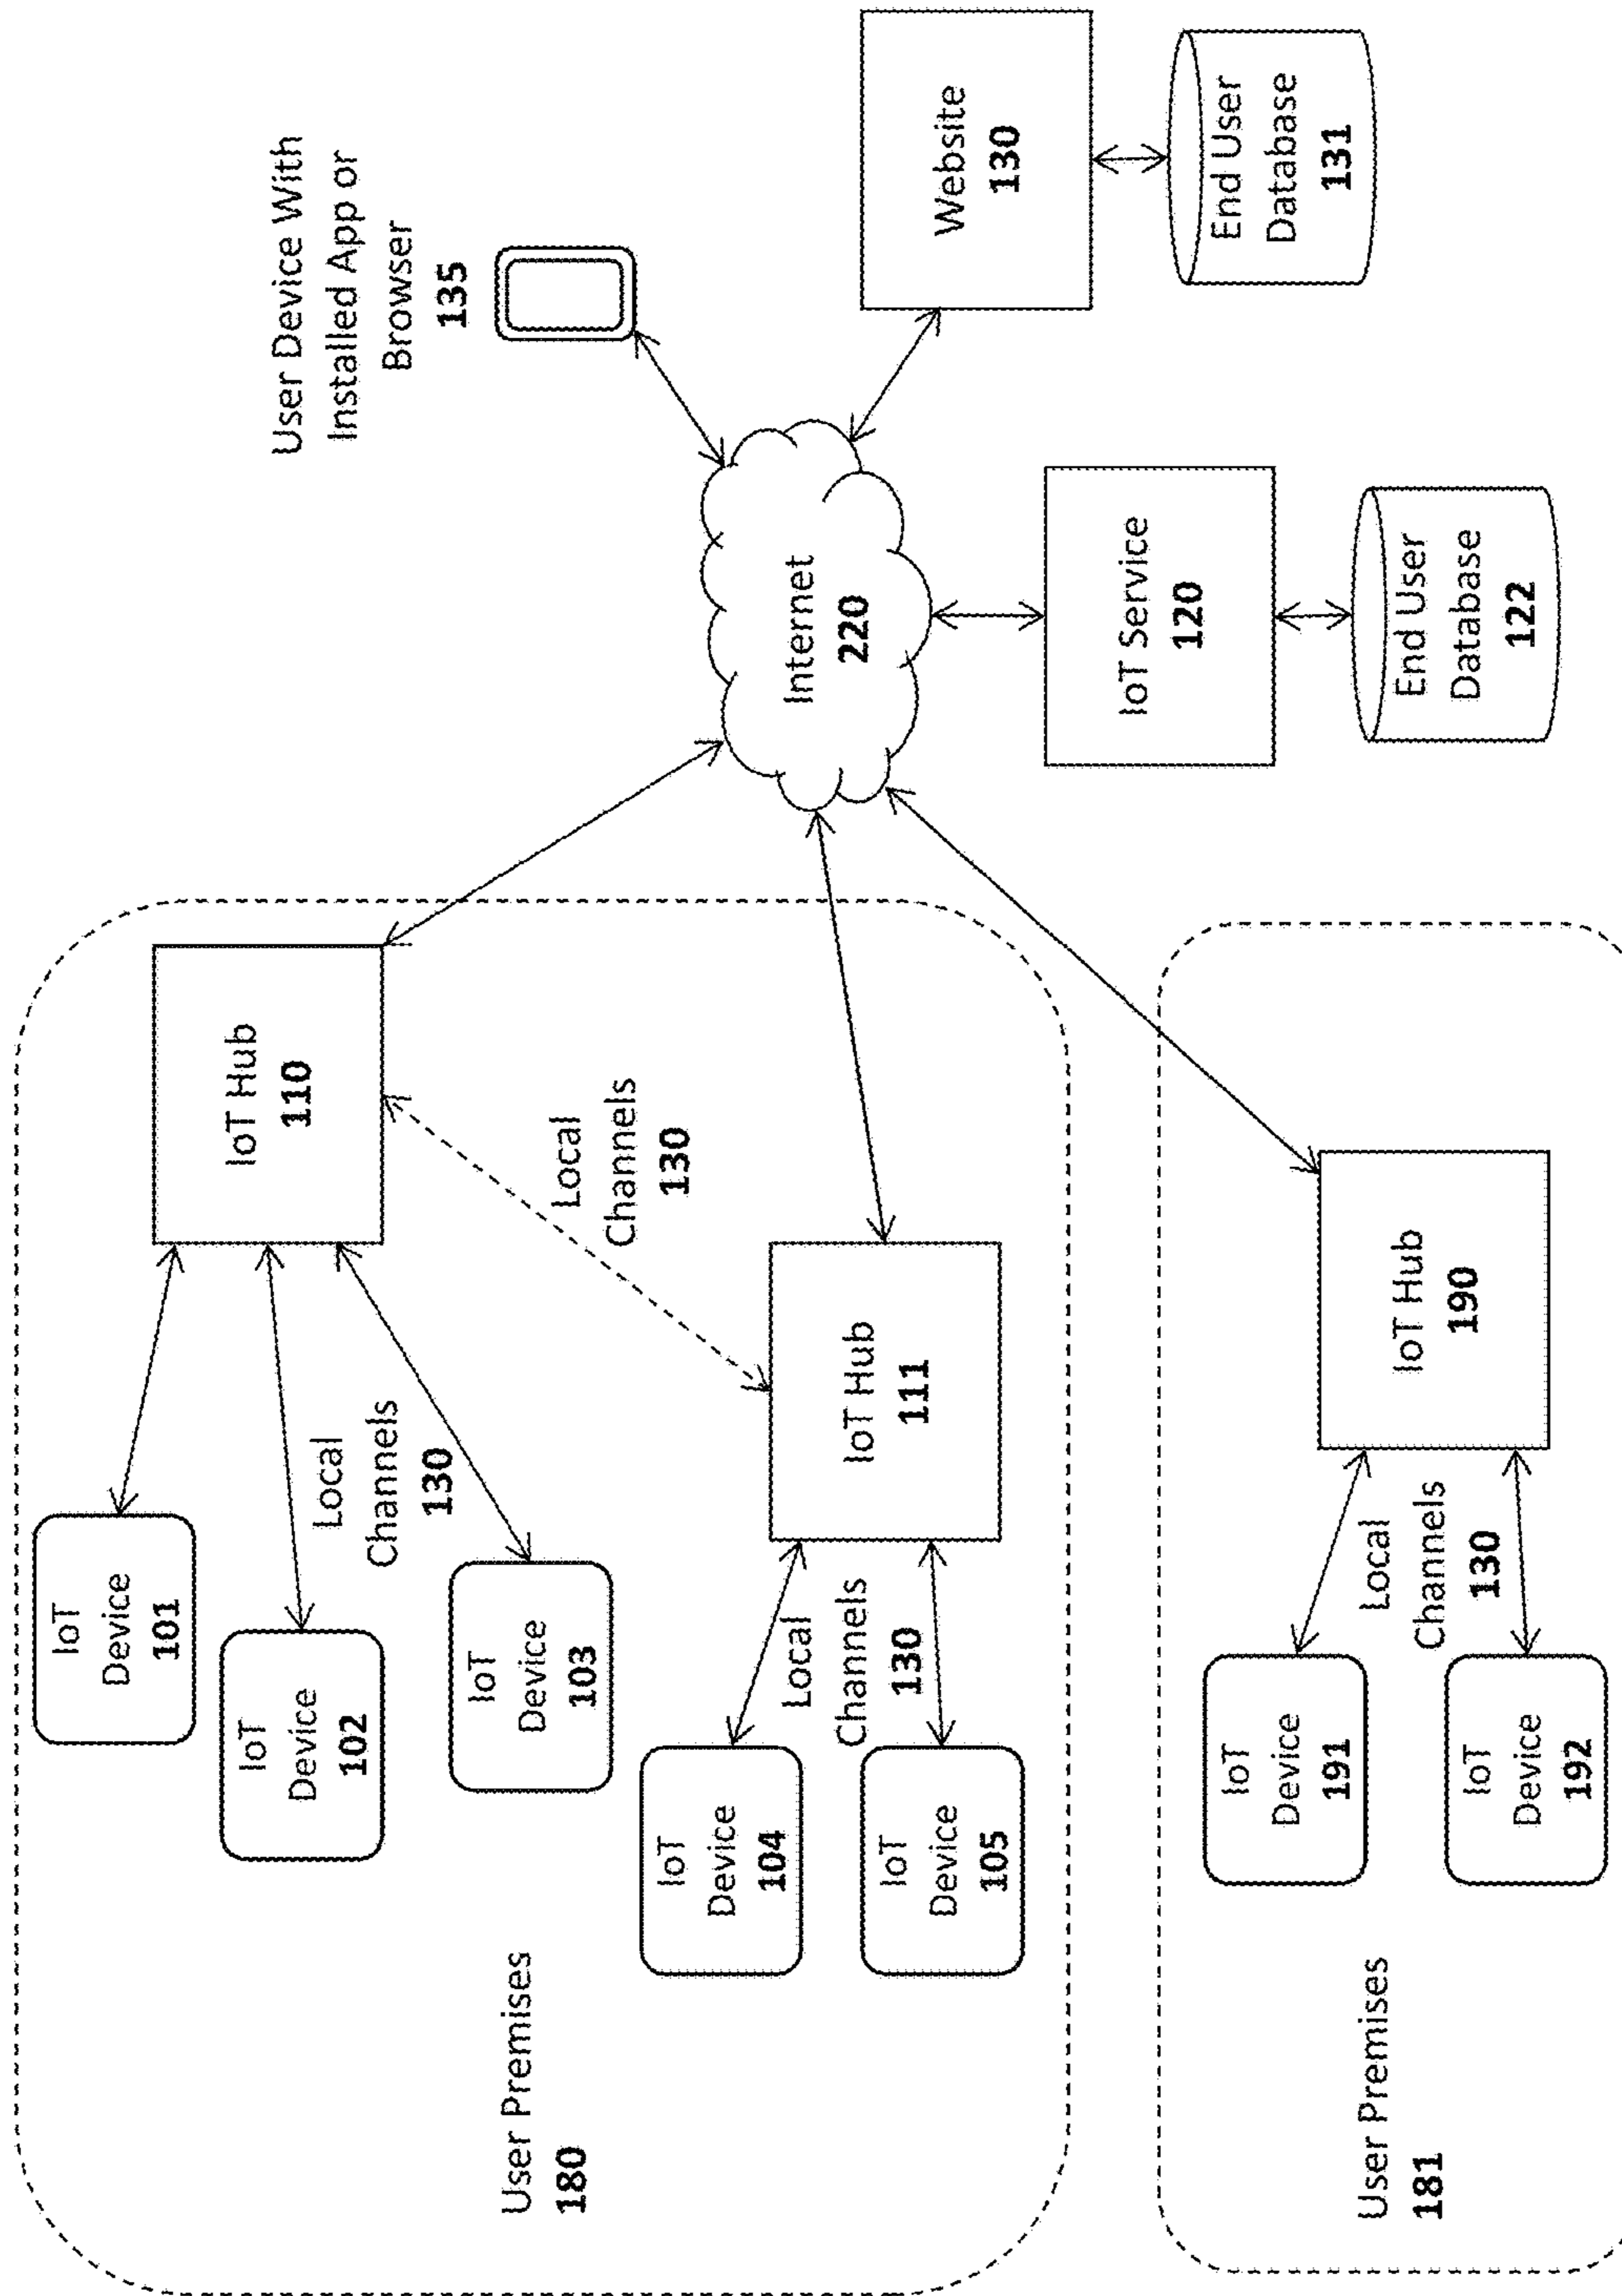 IoT
Device
101
IoT
Device
102
IoT
Device
103
Local
Channels
130
IoT Hub
110
User Device With
Installed App or
Browser
135
User Premises
180
Local
Channels
130
IoT
Device
104
IoT
Device
105
Local
Channels
130
IoT Hub
111
Internet
220
Website
130
End User
Database
131
IoT Service
120
End User
Database
122
User Premises
181
IoT
Device
191
IoT
Device
192
Local
Channels
130
IoT Hub
190